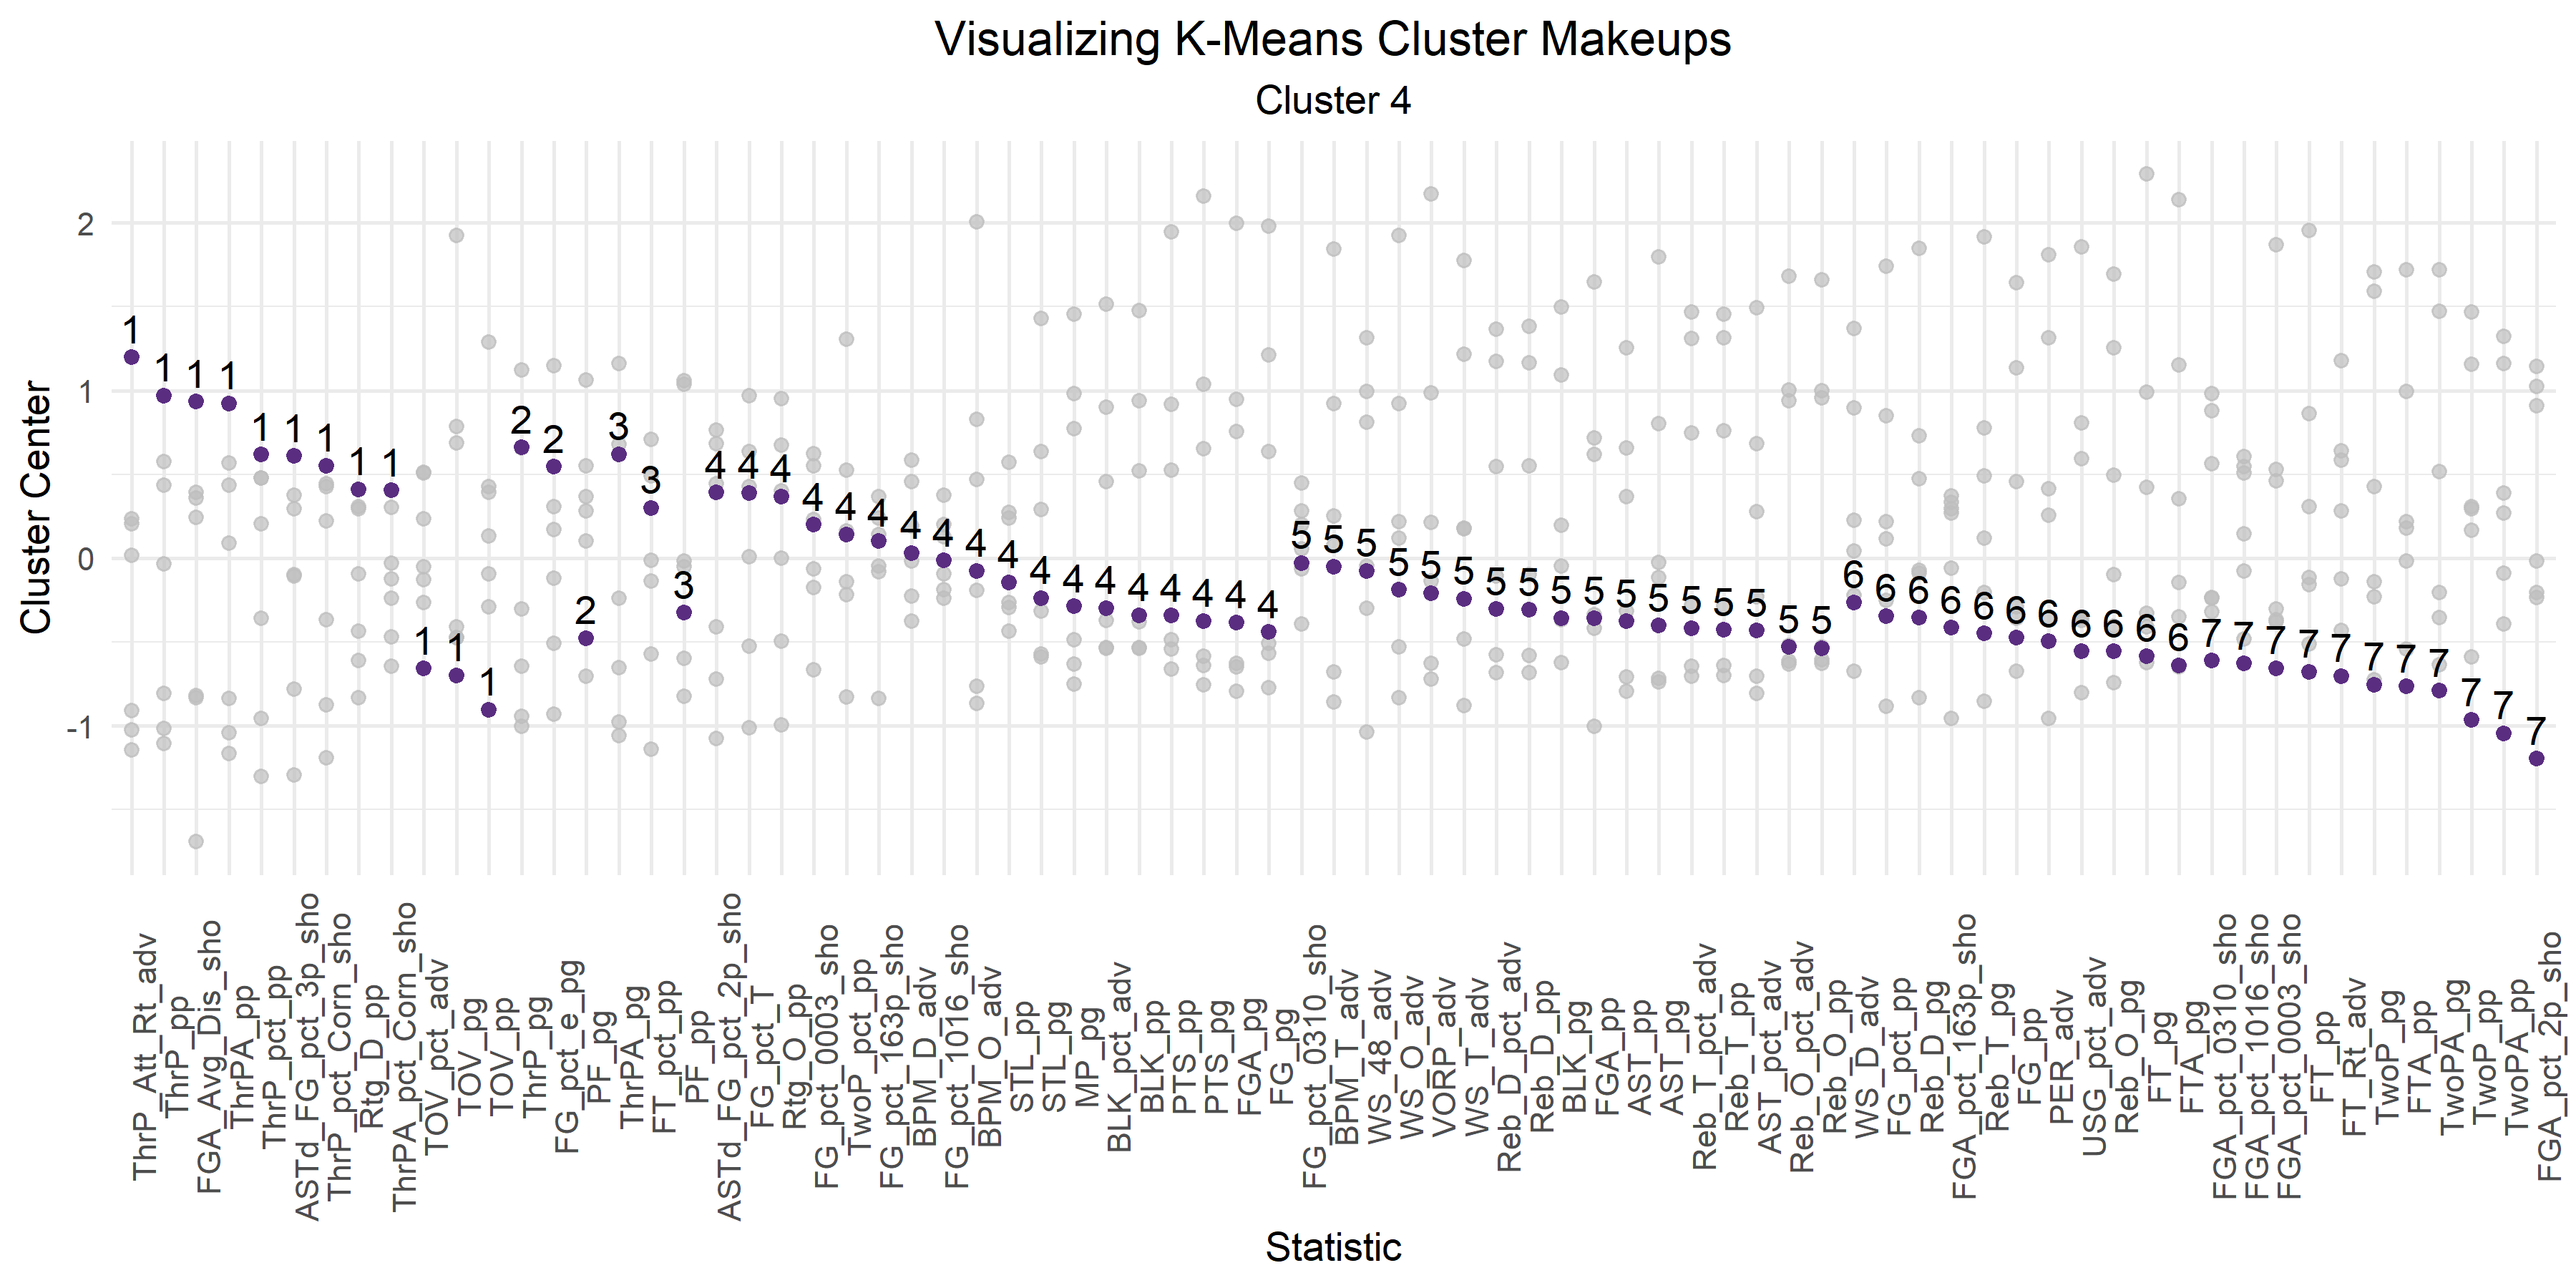 Visualizing K-Means Cluster Makeups
Cluster 4
Cluster Center
2
1
0
-1
1 1 1 1 1 1 1 1 1 1 1 1 2 2 2 3 3 3 4 4 4 4 4 4 4 4 4 4 4 4 4 4 4 4 4 4 5 5 5 5 5 5 5 5 5 5 5 5 5 5 5 5 5 6 6 6 6 6 6 6 6 6 6 6 7 7 7 7 7 7 7 7 7 7 7
ThrP_Att_Rt_adv
ThrP_pp
FGA_Avg_Dis_sho
ThrPA_pp
ThrP_pct_pp
ASTd_FG_pct_3p_sho
ThrP_pct_Corn_sho
Rtg_D_pp
ThrPA_pct_Corn_sho
TOV_pct_adv
TOV_pg
TOV_pp
ThrP_pg
FG_pct_e_pg
PF_pg
ThrPA_pg
FT_pct_pp
PF_pp
ASTd_FG_pct_2p_sho
FG_pct_T
Rtg_O_pp
FG_pct_0003_sho
TwoP_pct_pp
FG_pct_163p_sho
BPM_D_adv
FG_pct_1016_sho
BPM_O_adv
STL_pp
STL_pg
MP_pg
BLK_pct_adv
BLK_pp
PTS_pp
PTS_pg
FGA_pg
FG_pg
FG_pct_0310_sho
BPM_T_adv
WS_48_adv
WS_O_adv
VORP_adv
WS_T_adv
Reb_D_pct_adv
Reb_D_pp
BLK_pg
FGA_pp
AST_pp
AST_pg
Reb_T_pct_adv
Reb_T_pp
AST_pct_adv
Reb_O_pct_adv
Reb_O_pp
WS_D_adv
FG_pct_pp
Reb_D_pg
FGA_pct_163p_sho
Reb_T_pg
FG_pp
PER_adv
USG_pct_adv
Reb_O_pg
FT_pg
FTA_pg
FGA_pct_0310_sho
FGA_pct_1016_sho
FGA_pct_0003_sho
FT_pp
FT_Rt_adv
TwoP_pg
FTA_pp
TwoPA_pg
TwoP_pp
TwoPA_pp
FGA_pct_2p_sho
Statistic